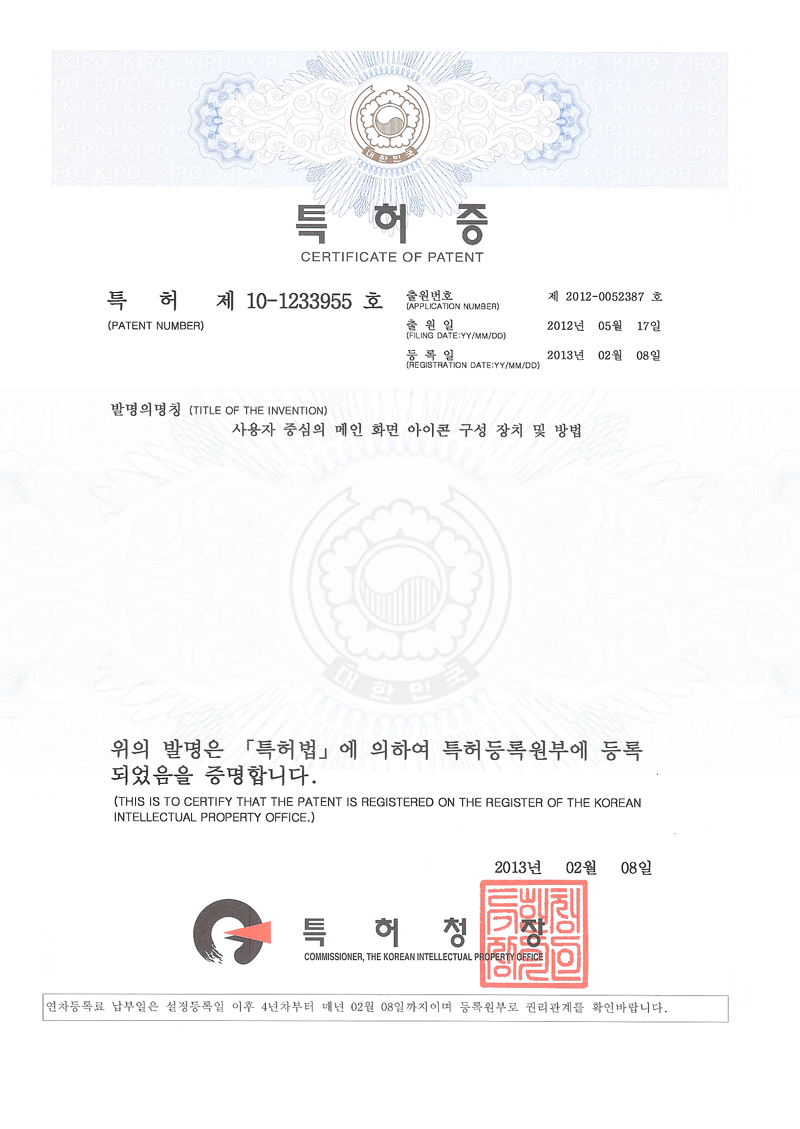 대한민국
특 허 증
CERTIFICATE OF PATENT
특 허 제 10-1233955 호
(PATENT NUMBER)
출원번호 제 2012-0052387 호
(APPLICATION NUMBER)
출 원 일 2012년 05월 17일
(FILING DATE:YY/MM/DD)
등 록 일 2013년 02월 08일
(REGISTRATION DATE:YY/MM/DD)
발명의명칭 (TITLE OF THE INVENTION)
사용자 중심의 메인 화면 아이콘 구성 장치 및 방법
대한민국
위의 발명은 「특허법」에 의하여 특허등록원부에 등록
되었음을 증명합니다.
(THIS IS TO CERTIFY THAT THE PATENT IS REGISTERED ON THE REGISTER OF THE KOREAN
INTELLECTUAL PROPERTY OFFICE.)
2013년 02월 08일
특 허 청 장
COMMISSIONER, THE KOREAN INTELLECTUAL PROPERTY OFFICE
연차등록료 납부일은 설정등록일 이후 4년차부터 매년 02월 08일까지이며 등록원부로 권리관계를 확인바랍니다.